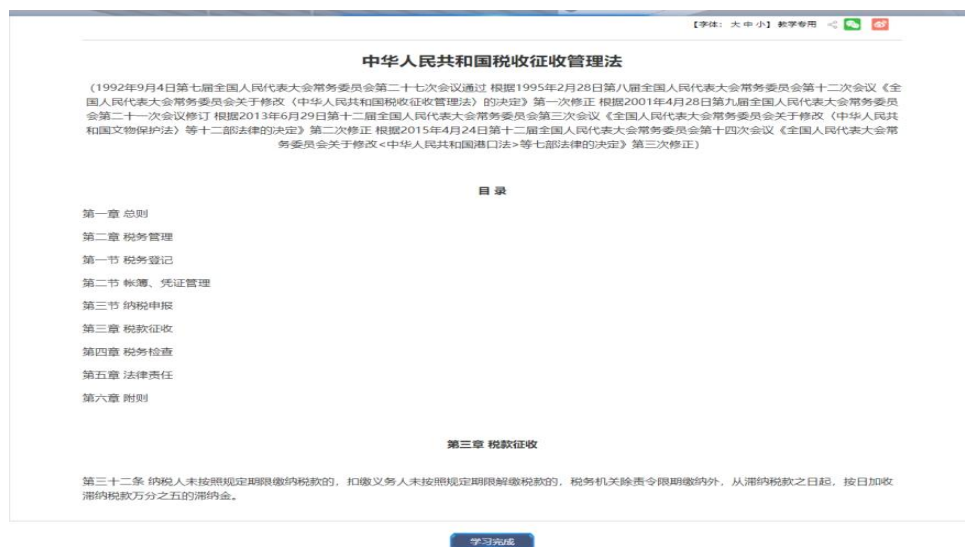 【字体：大 中 小】教学专用
中华人民共和国税收征收管理法
（1992年9月4日第七届全国人民代表大会常务委员会第二十七次会议通过 根据1995年2月28日第八届全国人民代表大会常务委员会第十二次会议《全
国人民代表大会常务委员会关于修改〈中华人民共和国税收征收管理法〉的决定》第一次修正 根据2001年4月28日第九届全国人民代表大会常务委员
会第二十一次会议修订 根据2013年6月29日第十二届全国人民代表大会常务委员会第三次会议《全国人民代表大会常务委员会关于修改〈中华人民共
和国文物保护法〉等十二部法律的决定》第二次修正 根据2015年4月24日第十二届全国人民代表大会常务委员会第十四次会议《全国人民代表大会常
务委员会关于修改<中华人民共和国港口法>等七部法律的决定》第三次修正）
目 录
第一章 总则
第二章 税务管理
第一节 税务登记
第二节 帐簿、凭证管理
第三节 纳税申报
第三章 税款征收
第四章 税务检查
第五章 法律责任
第六章 附则
第三章 税款征收
第三十二条 纳税人未按照规定期限缴纳税款的，扣缴义务人未按照规定期限解缴税款的，税务机关除责令限期缴纳外，从滞纳税款之日起，按日加收
滞纳税款万分之五的滞纳金。
学习完成